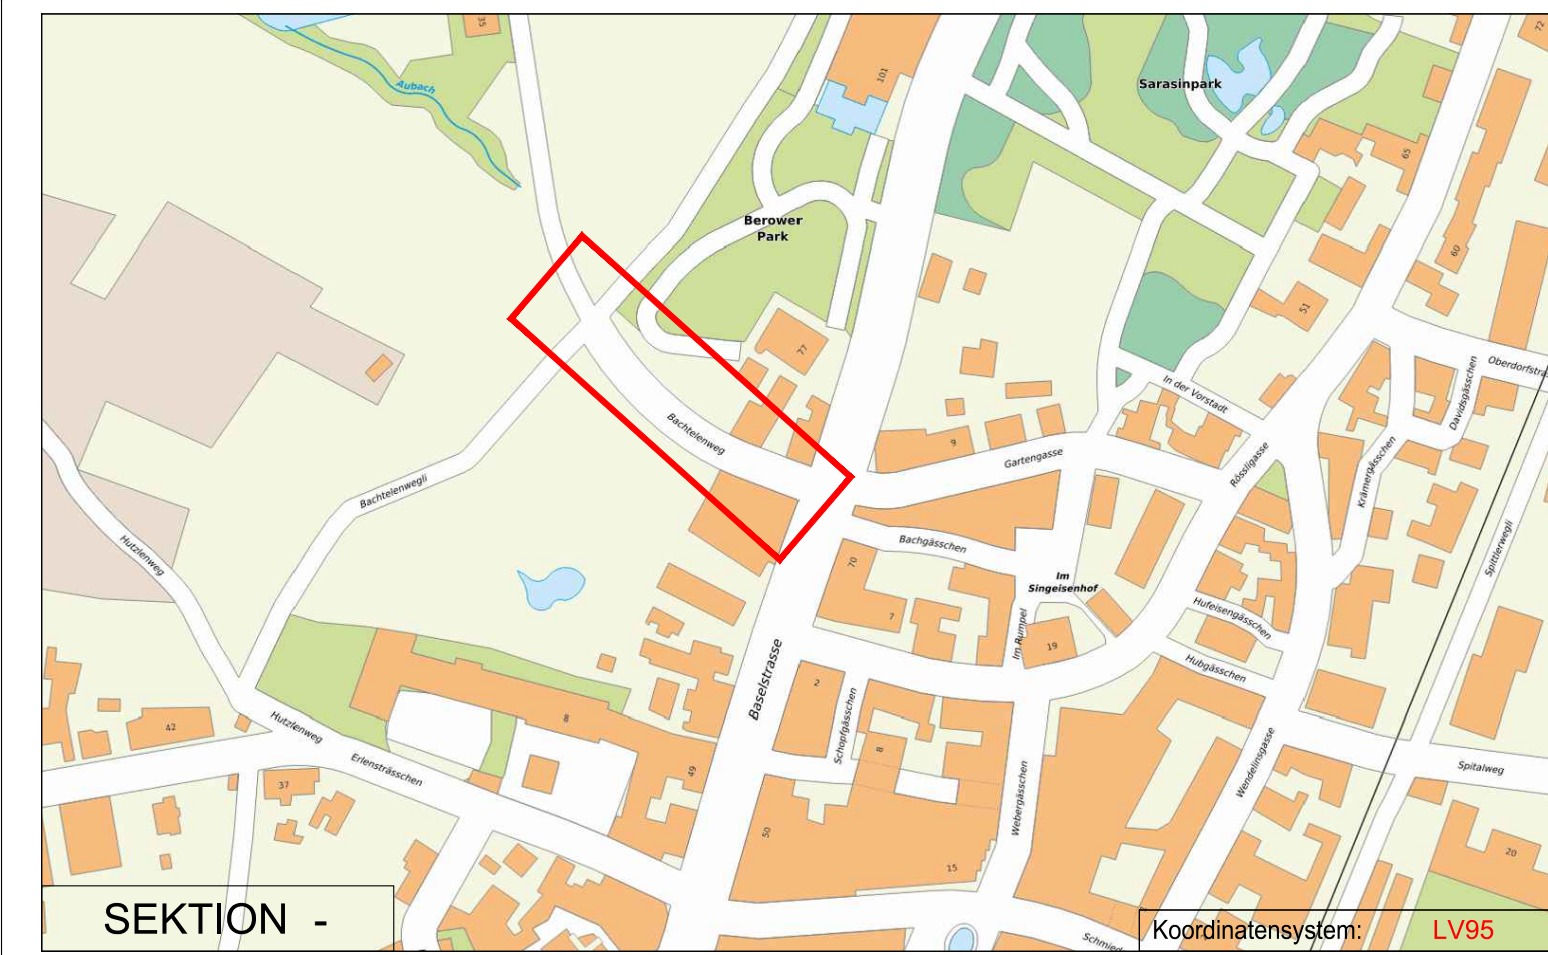 35
72
Aubach
101
Sarasinpark
65
Berower
Park
60
51
77
Oberdorfstra
In der Vorstadt
Davidsgässchen
Bachtelenweg
9
Gartengasse
Rössligasse
Krämergässchen
Bachtelenwegli
Hutzlenweg
Bachgässchen
Spittlerwegli
70
Im
Singeisenhof
7
Hufeisengässchen
Im Rumpel
19
Hubgässchen
Baselstrasse
2
Schopfgässchen
8
42
Hutzlenweg
8
Erlensträsschen
49
Wendelinsgasse
Spitalweg
37
Webergässchen
50
15
20
SEKTION -
Schmied
Koordinatensystem: LV95